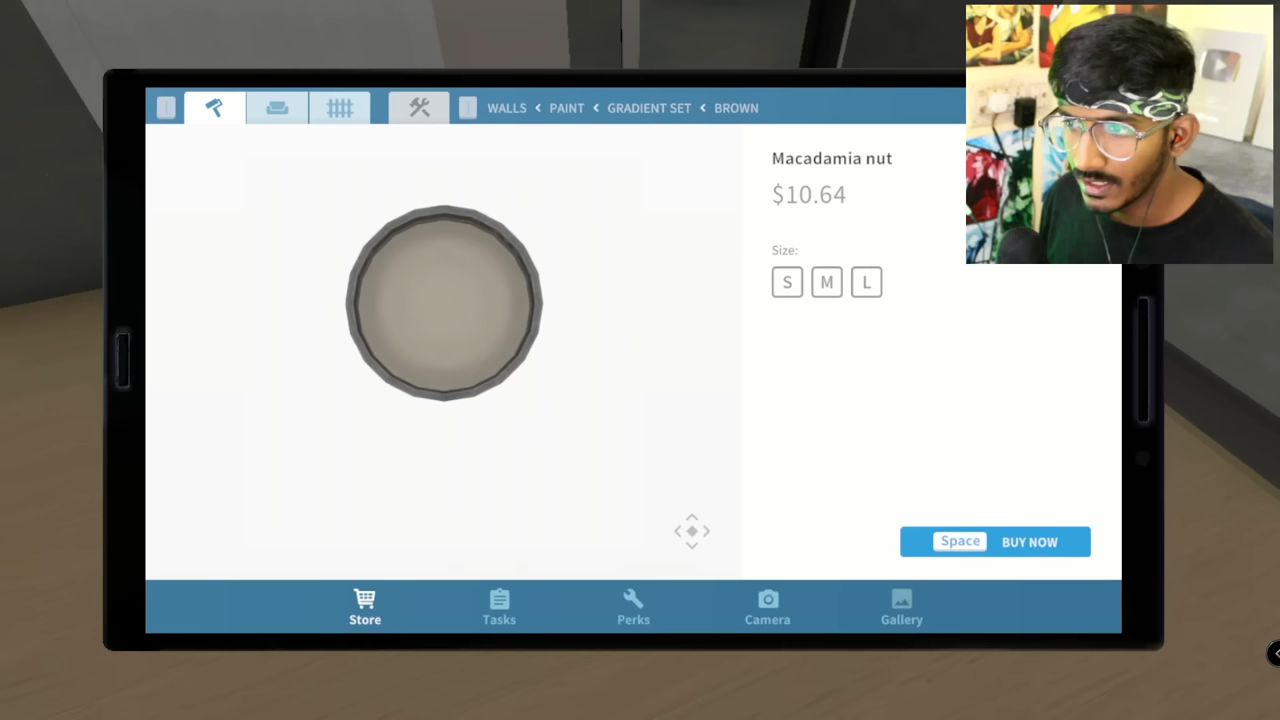 WALLS < PAINT < GRADIENT SET < BROWN
Macadamia nut
$10.64
Size:
S M L
Space BUY NOW
Store Tasks Perks Camera Gallery